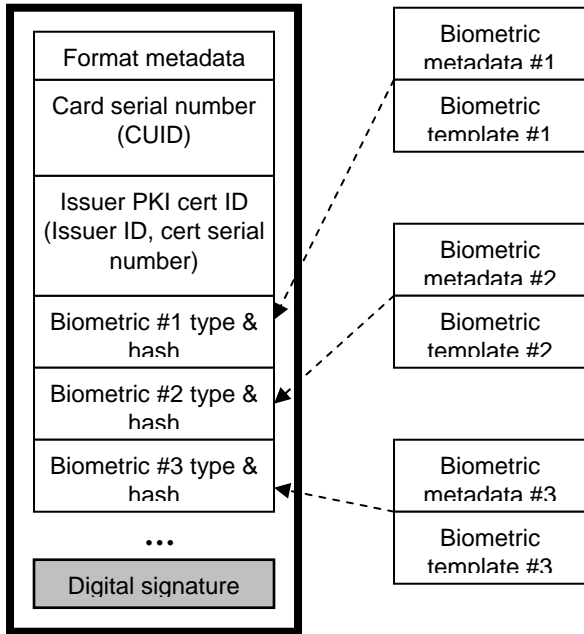 Format metadata
Card serial number
(CUID)
Issuer PKI cert ID
(Issuer ID, cert serial
number)
Biometric #1 type &
hash
Biometric #2 type &
hash
Biometric #3 type &
hash
...
Digital signature
Biometric
metadata #1
Biometric
template #1
Biometric
metadata #2
Biometric
template #2
Biometric
metadata #3
Biometric
template #3